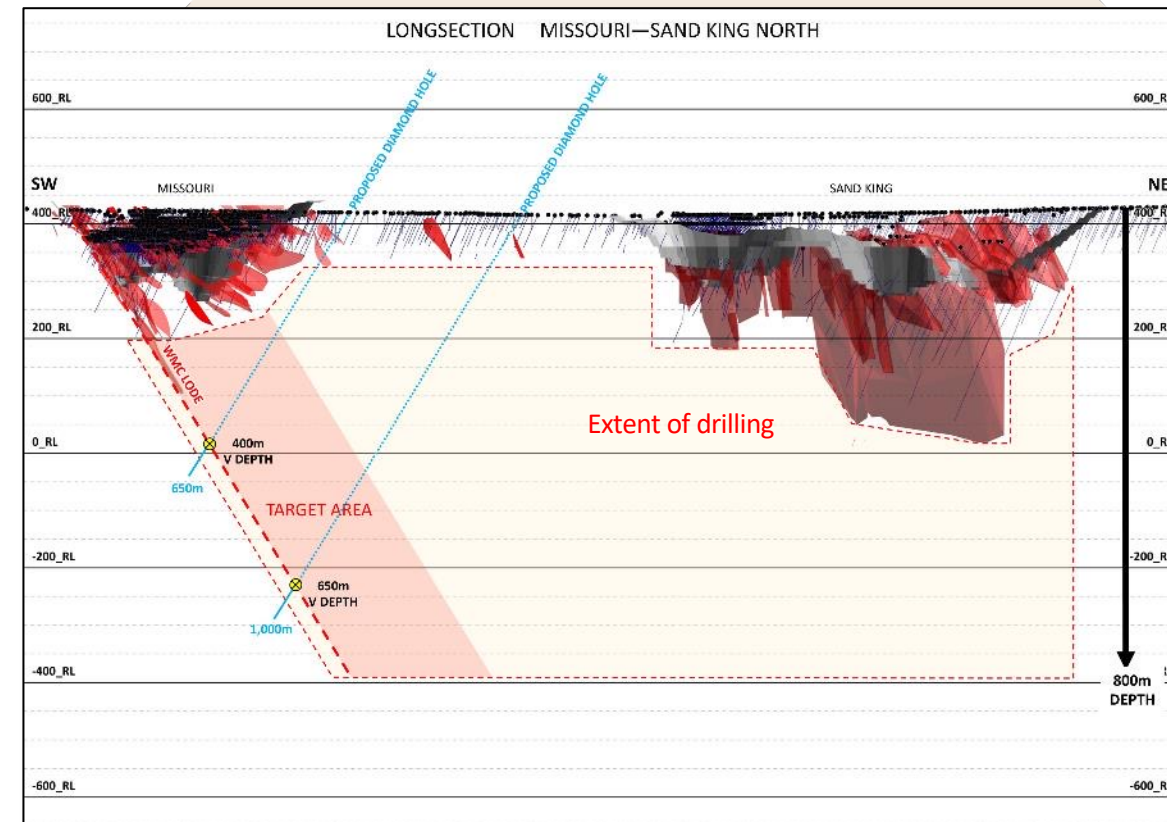 LONGSECTION MISSOURI—SAND KING NORTH
600_RL
600_R
PROPOSED DIAMOND HOLE
PROPOSED DIAMOND HOLE
SW
MISSOURI
SAND KING
NE
400_RL
400_R
200_RL
200_R
WMC LODE
Extent of drilling
0_RL
400m
V DEPTH
0_R
650m
TARGET AREA
-200_RL
-200_R
650m
V DEPTH
1,000m
-400_RL
800m
DEPTH
-600_RL
-600_R